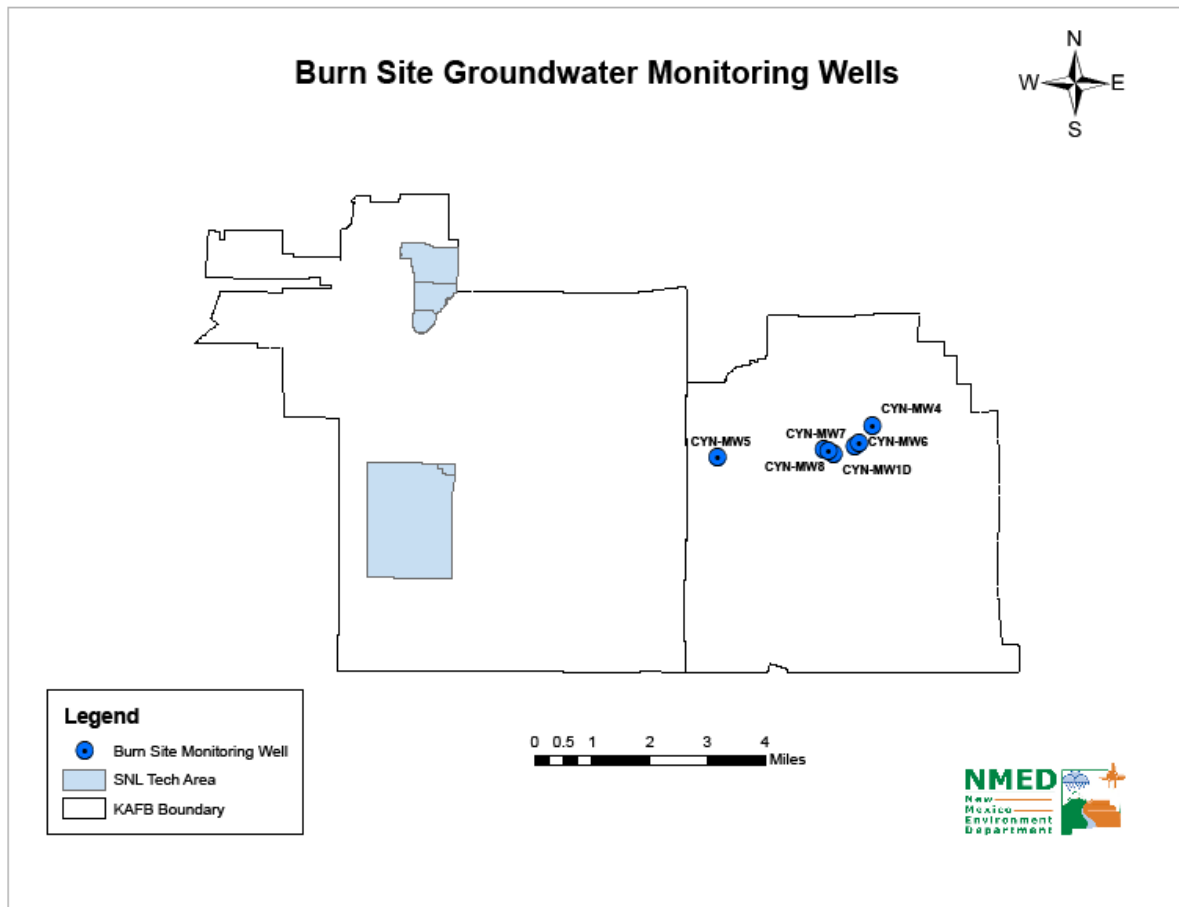 Burn Site Groundwater Monitoring Wells
N
W E
S
CYN-MW4
CYN-MW7
CYN-MW6
CYN-MW5
CYN-MW8
CYN-MW1D
Legend
Burn Site Monitoring Well
SNL Tech Area
KAFB Boundary
0 0.5 1 2 3 4
Miles
NMED
New
Mexico
Environment
Department